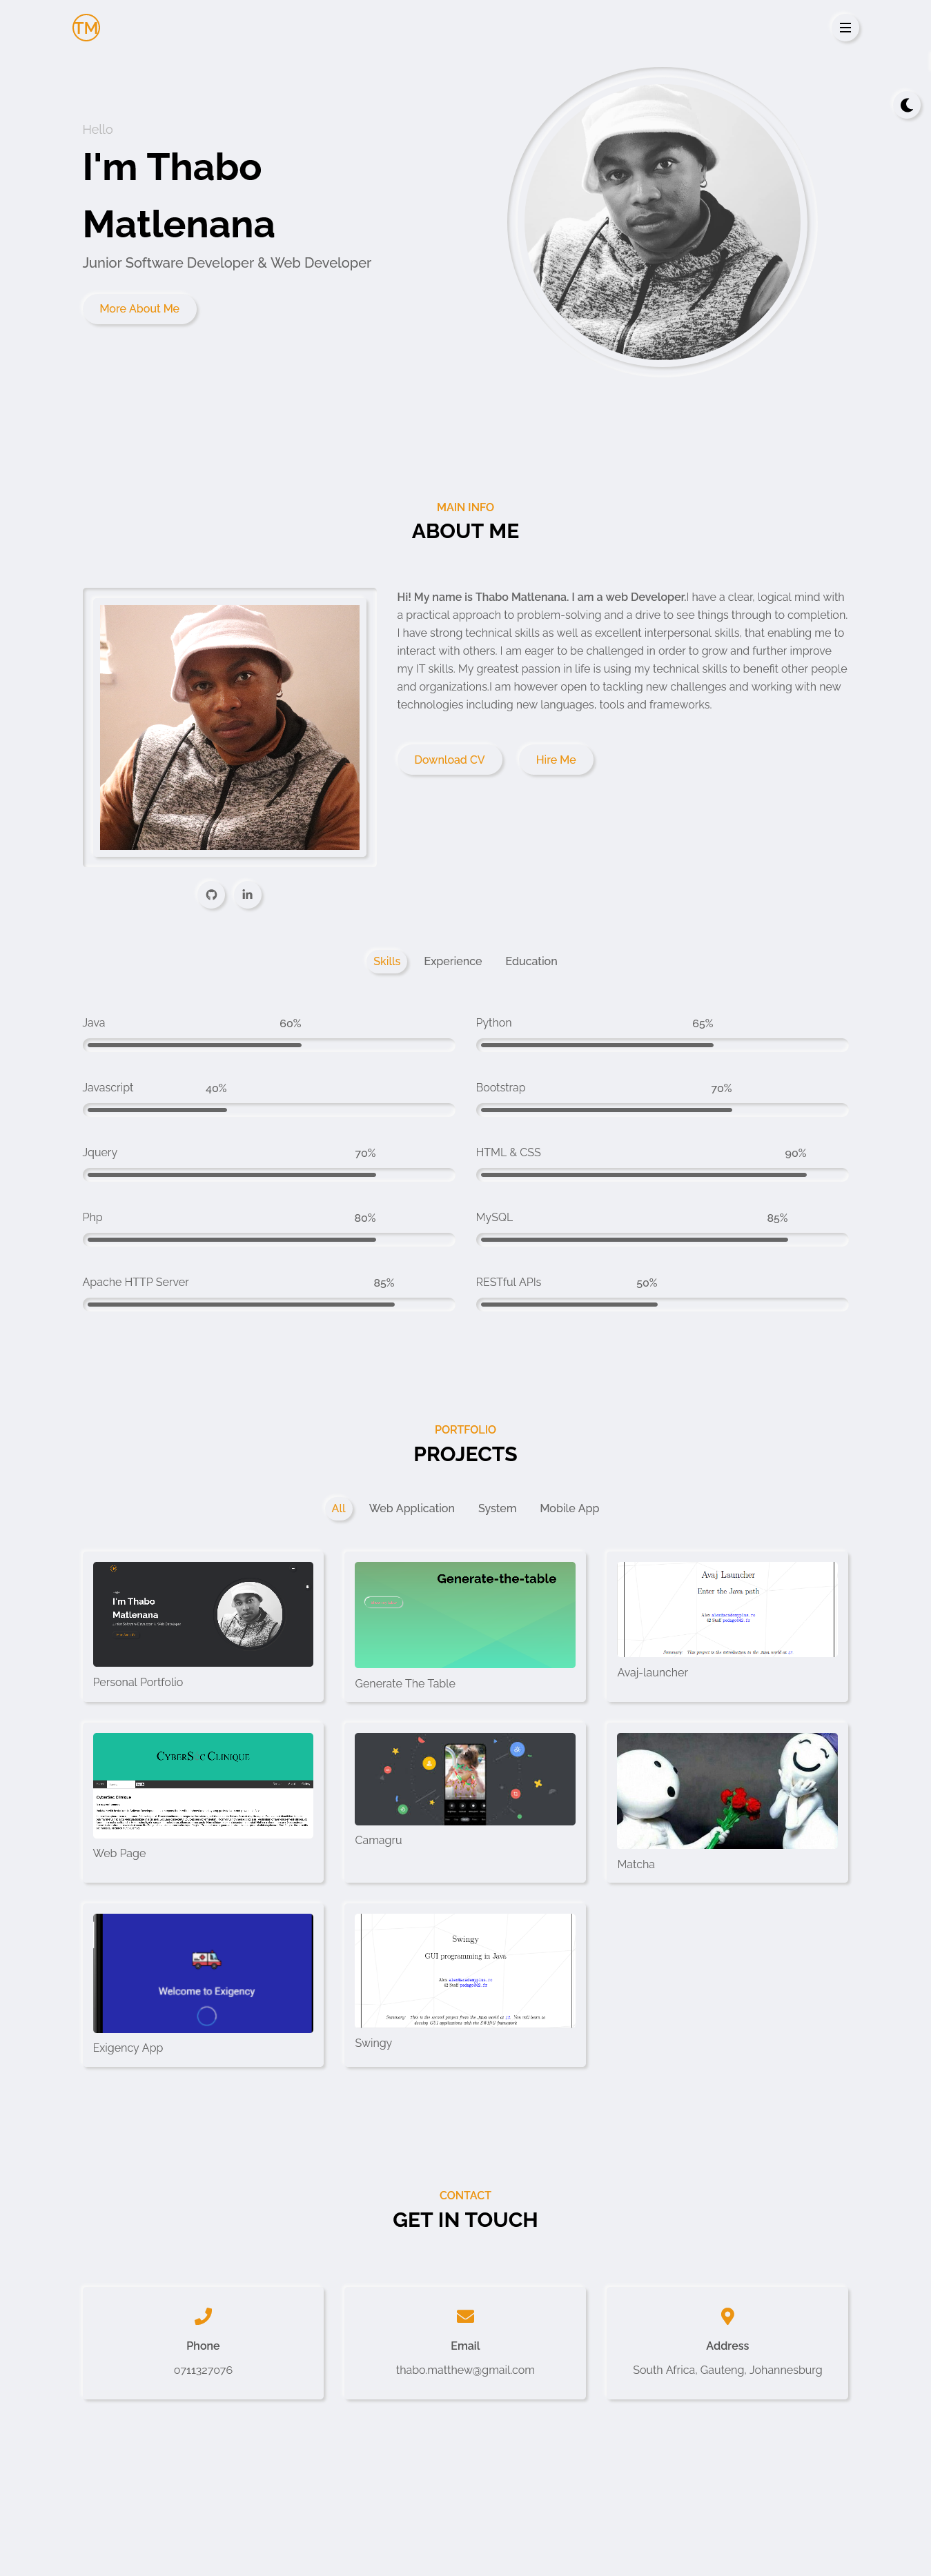 TM
Hello
I'm Thabo
Matlenana
Junior Software Developer & Web Developer
More About Me
MAIN INFO
ABOUT ME
Hi! My name is Thabo Matlenana. I am a web Developer.I have a clear, logical mind with
a practical approach to problem-solving and a drive to see things through to completion.
I have strong technical skills as well as excellent interpersonal skills, that enabling me to
interact with others. I am eager to be challenged in order to grow and further improve
my IT skills. My greatest passion in life is using my technical skills to benefit other people
and organizations.I am however open to tackling new challenges and working with new
technologies including new languages, tools and frameworks.
Download CV Hire Me
in
Skills Experience Education
Java 60% Python 65%
Javascript 40% Bootstrap 70%
Jquery 70% HTML & CSS 90%
Php 80% MySQL 85%
Apache HTTP Server 85% RESTful APIs 50%
PORTFOLIO
PROJECTS
All Web Application System Mobile App
I'm Thabo
Matlenana
Personal Portfolio
Generate-the-table
Generate The Table
Avaj Launcher
Enter the Java path
Avaj-launcher
Web Page
Camagru
Matcha
Welcome to Exigency
Exigency App
Swingy
GUI programming in Java
Swingy
CONTACT
GET IN TOUCH
Phone
0711327076
Email
thabo.matthew@gmail.com
Address
South Africa, Gauteng, Johannesburg